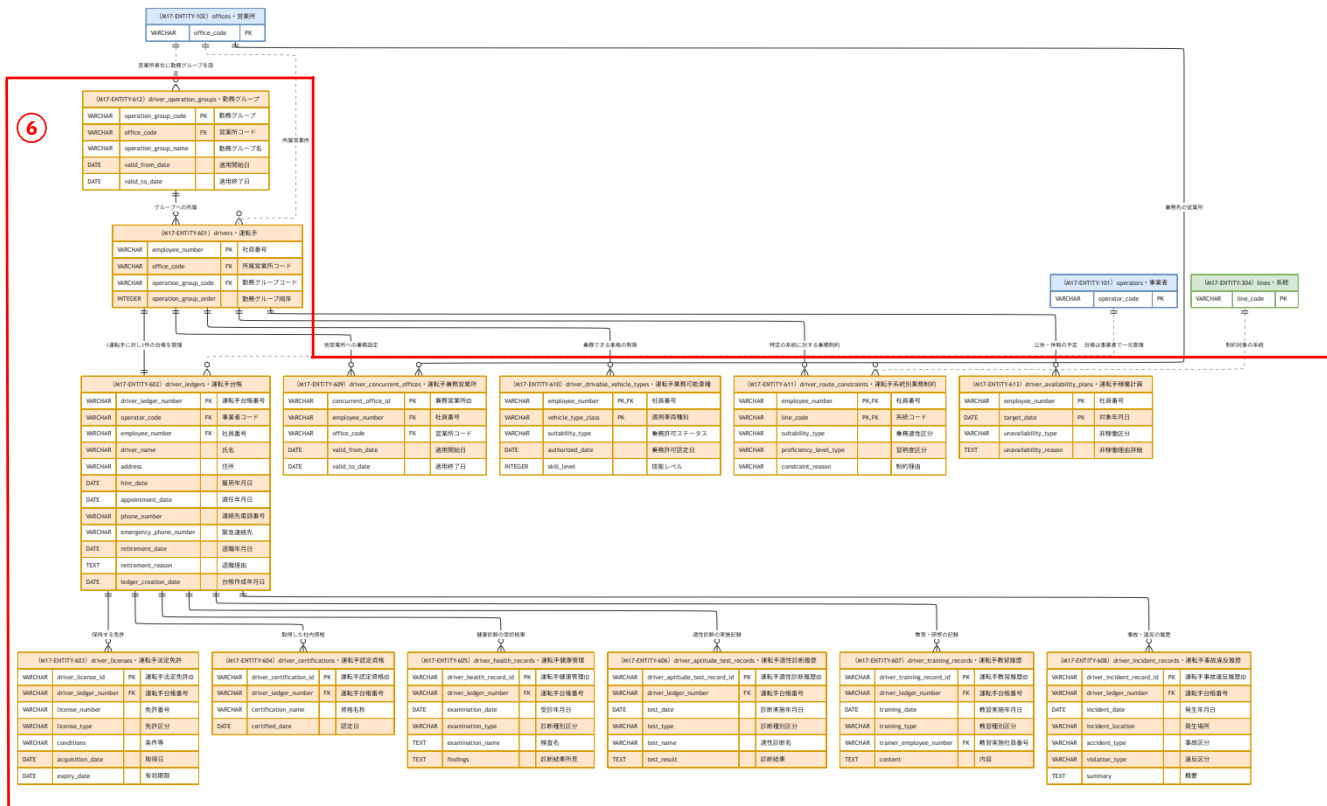 (M17-ENTITY-102) offices・営業所
VARCHAR office_code PK
営業所単位に勤務グループを設定
⑥
(M17-ENTITY-612) driver_operation_groups・勤務グループ
VARCHAR operation_group_code PK 勤務グループ
VARCHAR office_code FK 営業所コード
VARCHAR operation_group_name 勤務グループ名
DATE valid_from_date 適用開始日
DATE valid_to_date 適用終了日
所属営業所
グループへの所属
乗務先の営業所
(M17-ENTITY-601) drivers・運転手
VARCHAR employee_number PK 社員番号
VARCHAR office_code FK 所属営業所コード
VARCHAR operation_group_code FK 勤務グループコード
INTEGER operation_group_order 勤務グループ順序
(M17-ENTITY-101) operators・事業者
VARCHAR operator_code PK
(M17-ENTITY-304) lines・系統
VARCHAR line_code PK
1運転手に対し1件の台帳を管理
他営業所への兼務設定
乗務できる車格の制限
特定の系統に対する乗務制約
公休・休暇の予定
台帳は事業者で一元管理
制約対象の系統
(M17-ENTITY-602) driver_ledgers・運転手台帳
VARCHAR driver_ledger_number PK 運転手台帳番号
VARCHAR operator_code FK 事業者コード
VARCHAR employee_number FK 社員番号
VARCHAR driver_name 氏名
VARCHAR address 住所
DATE hire_date 雇用年月日
DATE appointment_date 選任年月日
VARCHAR phone_number 連絡先電話番号
VARCHAR emergency_phone_number 緊急連絡先
DATE retirement_date 退職年月日
TEXT retirement_reason 退職理由
DATE ledger_creation_date 台帳作成年月日
(M17-ENTITY-609) driver_concurrent_offices・運転手兼務営業所
VARCHAR concurrent_office_id PK 兼務営業所ID
VARCHAR employee_number FK 社員番号
VARCHAR office_code FK 営業所コード
DATE valid_from_date 適用開始日
DATE valid_to_date 適用終了日
(M17-ENTITY-610) driver_drivable_vehicle_types・運転手乗務可能車種
VARCHAR employee_number PK,FK 社員番号
VARCHAR vehicle_type_class PK 適用車両種別
VARCHAR suitability_type 乗務許可ステータス
DATE authorized_date 乗務許可認定日
INTEGER skill_level 技能レベル
(M17-ENTITY-611) driver_route_constraints・運転手系統別乗務制約
VARCHAR employee_number PK,FK 社員番号
VARCHAR line_code PK,FK 系統コード
VARCHAR suitability_type 乗務適性区分
VARCHAR proficiency_level_type 習熟度区分
VARCHAR constraint_reason 制約理由
(M17-ENTITY-613) driver_availability_plans・運転手稼働計画
VARCHAR employee_number PK 社員番号
DATE target_date PK 対象年月日
VARCHAR unavailability_type 非稼働区分
TEXT unavailability_reason 非稼働理由詳細
保持する免許
取得した社内資格
健康診断の受診結果
適性診断の実施記録
教育・研修の記録
事故・違反の履歴
(M17-ENTITY-603) driver_licenses・運転手法定免許
VARCHAR driver_license_id PK 運転手法定免許ID
VARCHAR driver_ledger_number FK 運転手台帳番号
VARCHAR license_number 免許番号
VARCHAR license_type 免許区分
VARCHAR conditions 条件等
DATE acquisition_date 取得日
DATE expiry_date 有効期限
(M17-ENTITY-604) driver_certifications・運転手認定資格
VARCHAR driver_certification_id PK 運転手認定資格ID
VARCHAR driver_ledger_number FK 運転手台帳番号
VARCHAR certification_name 資格名称
DATE certified_date 認定日
(M17-ENTITY-605) driver_health_records・運転手健康管理
VARCHAR driver_health_record_id PK 運転手健康管理ID
VARCHAR driver_ledger_number FK 運転手台帳番号
DATE examination_date 受診年月日
VARCHAR examination_type 診断種別区分
TEXT examination_name 検査名
TEXT findings 診断結果所見
(M17-ENTITY-606) driver_aptitude_test_records・運転手適性診断履歴
VARCHAR driver_aptitude_test_record_id PK 運転手適性診断履歴ID
VARCHAR driver_ledger_number FK 運転手台帳番号
DATE test_date 診断実施年月日
VARCHAR test_type 診断種別区分
VARCHAR test_name 適性診断名
TEXT test_result 診断結果
(M17-ENTITY-607) driver_training_records・運転手教習履歴
VARCHAR driver_training_record_id PK 運転手教習履歴ID
VARCHAR driver_ledger_number FK 運転手台帳番号
DATE training_date 教習実施年月日
VARCHAR training_type 教習種別区分
VARCHAR trainer_employee_number FK 教習実施社員番号
TEXT content 内容
(M17-ENTITY-608) driver_incident_records・運転手事故違反履歴
VARCHAR driver_incident_record_id PK 運転手事故違反履歴ID
VARCHAR driver_ledger_number FK 運転手台帳番号
DATE incident_date 発生年月日
VARCHAR incident_location 発生場所
VARCHAR accident_type 事故区分
VARCHAR violation_type 違反区分
TEXT summary 概要